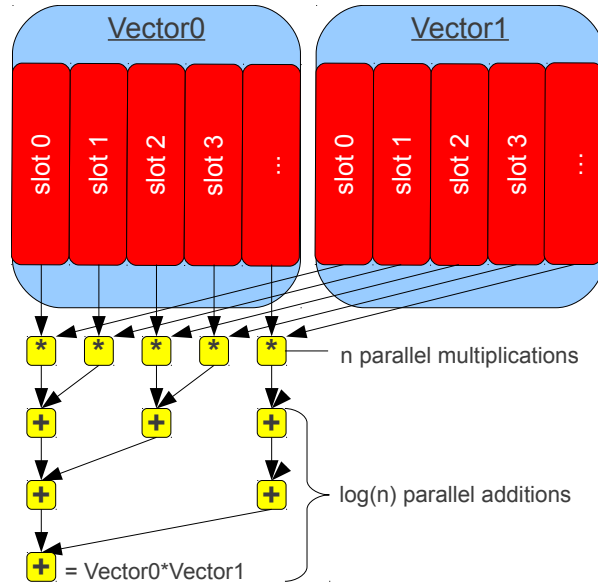 Vector0
Vector1
slot 0
slot 1
slot 2
slot 3
...
slot 0
slot 1
slot 2
slot 3
...
* * * * *
n parallel multiplications
+ + +
+ +
log(n) parallel additions
+ = Vector0*Vector1